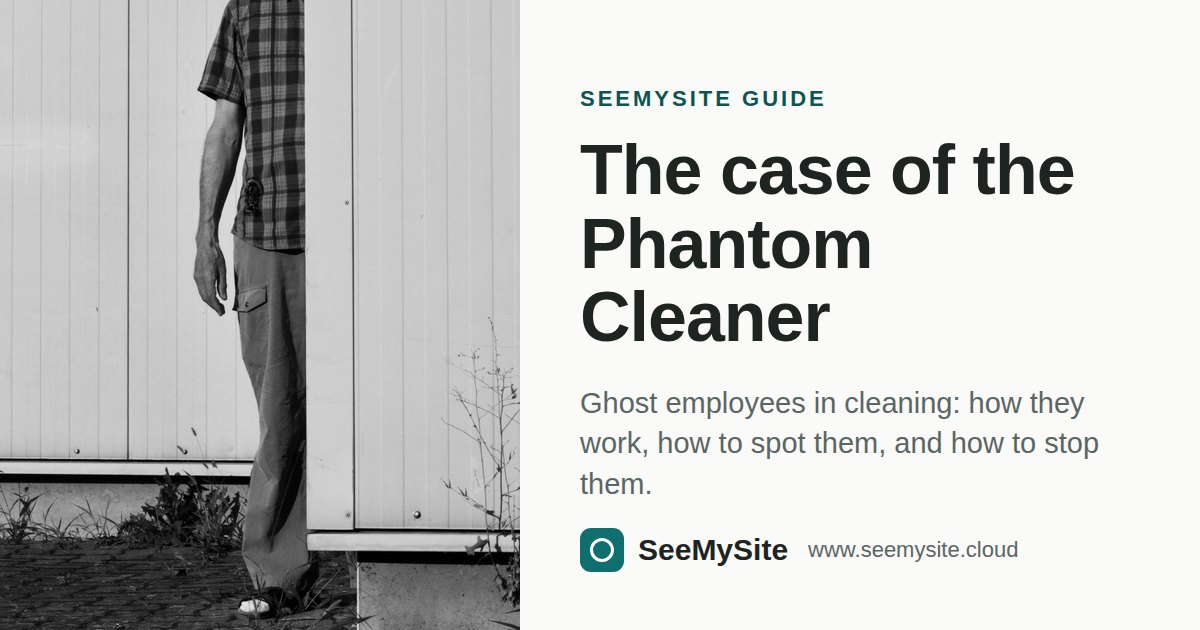 SEEMYSITE GUIDE
The case of the
Phantom
Cleaner
Ghost employees in cleaning: how they
work, how to spot them, and how to stop
them.
SeeMySite www.seemysite.cloud